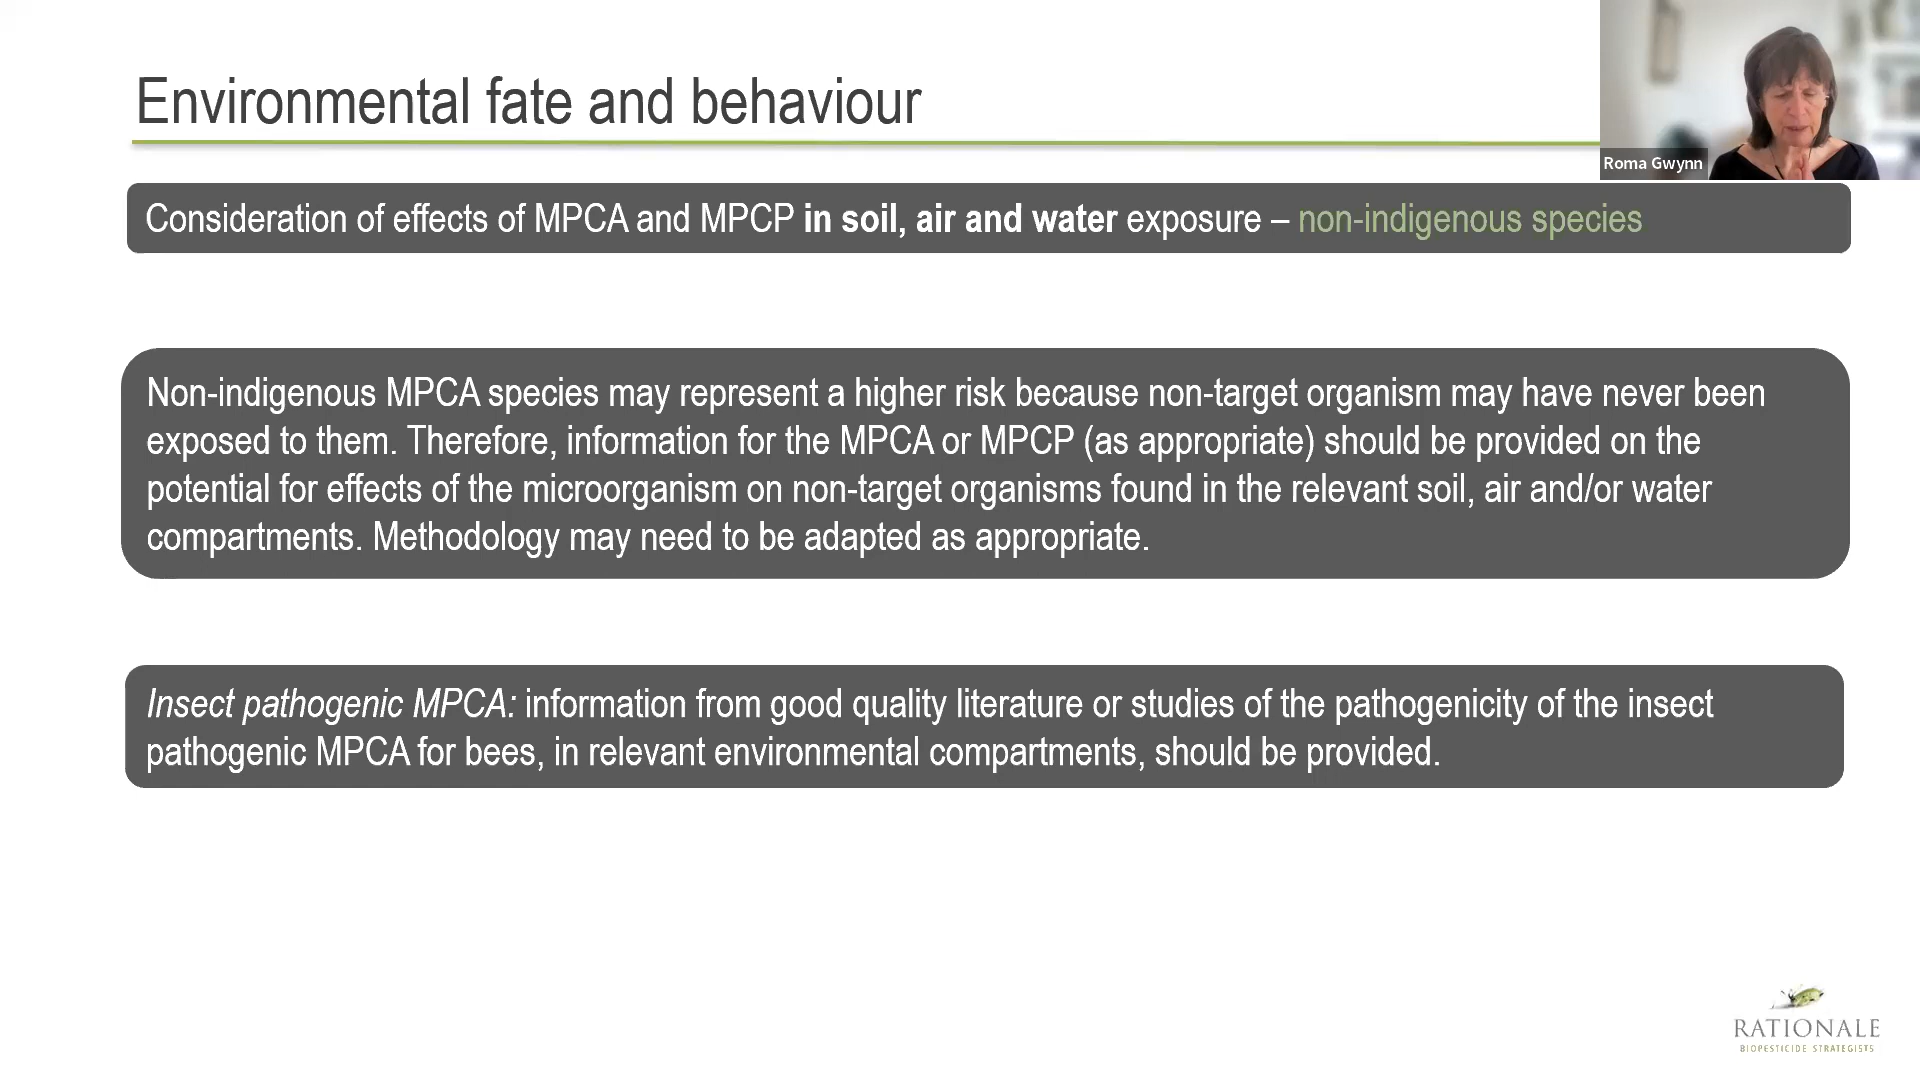 Environmental fate and behaviour
Roma Gwynn
Consideration of effects of MPCA and MPCP in soil, air and water exposure – non-indigenous species
Non-indigenous MPCA species may represent a higher risk because non-target organism may have never been
exposed to them. Therefore, information for the MPCA or MPCP (as appropriate) should be provided on the
potential for effects of the microorganism on non-target organisms found in the relevant soil, air and/or water
compartments. Methodology may need to be adapted as appropriate.
Insect pathogenic MPCA: information from good quality literature or studies of the pathogenicity of the insect
pathogenic MPCA for bees, in relevant environmental compartments, should be provided.
RATIONALE
BIOPESTICIDE STRATEGISTS